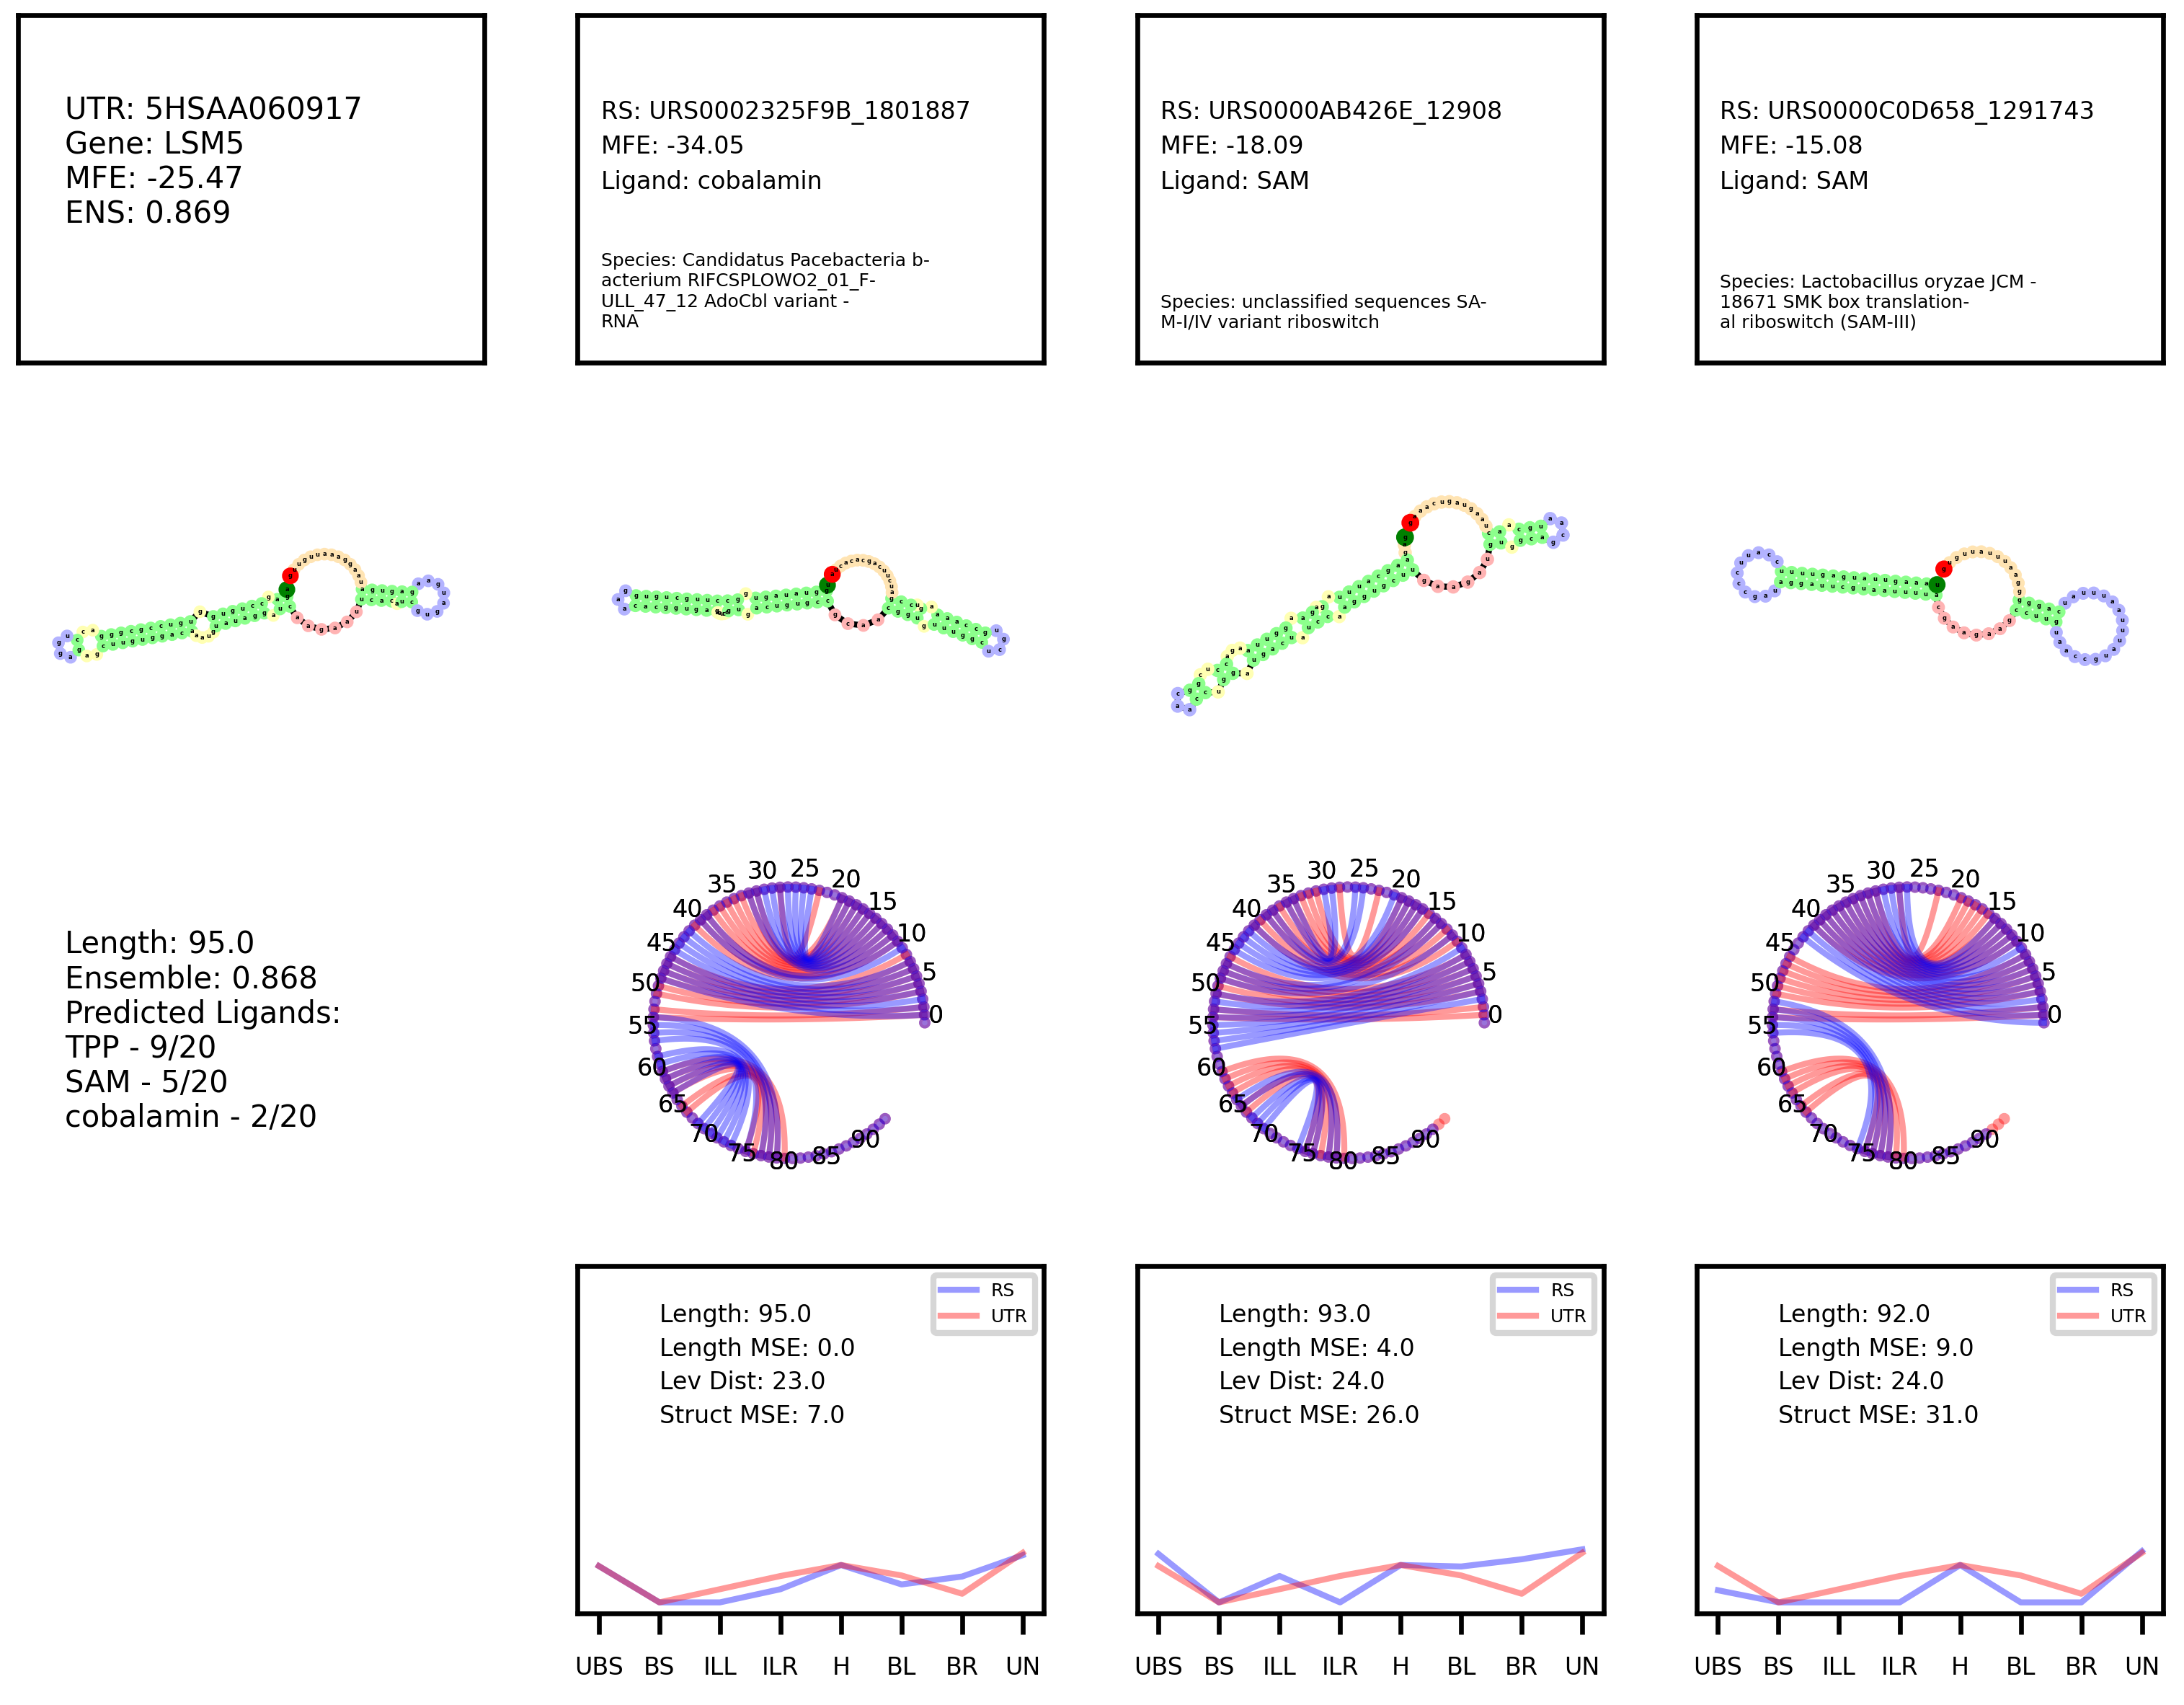 UTR: 5HSAA060917
Gene: LSM5
MFE: -25.47
ENS: 0.869
RS: URS0002325F9B_1801887
MFE: -34.05
Ligand: cobalamin
Species: Candidatus Pacebacteria b-
acterium RIFCSPLOWO2_01_F-
ULL_47_12 AdoCbl variant -
RNA
RS: URS0000AB426E_12908
MFE: -18.09
Ligand: SAM
Species: unclassified sequences SA-
M-I/IV variant riboswitch
RS: URS0000C0D658_1291743
MFE: -15.08
Ligand: SAM
Species: Lactobacillus oryzae JCM -
18671 SMK box translation-
al riboswitch (SAM-III)
Length: 95.0
Ensemble: 0.868
Predicted Ligands:
TPP - 9/20
SAM - 5/20
cobalamin - 2/20
0
5
10
15
20
25
30
35
40
45
50
55
60
65
70
75
80
85
90
0
5
10
15
20
25
30
35
40
45
50
55
60
65
70
75
80
85
90
0
5
10
15
20
25
30
35
40
45
50
55
60
65
70
75
80
85
90
RS
UTR
Length: 95.0
Length MSE: 0.0
Lev Dist: 23.0
Struct MSE: 7.0
UBS BS ILL ILR H BL BR UN
RS
UTR
Length: 93.0
Length MSE: 4.0
Lev Dist: 24.0
Struct MSE: 26.0
UBS BS ILL ILR H BL BR UN
RS
UTR
Length: 92.0
Length MSE: 9.0
Lev Dist: 24.0
Struct MSE: 31.0
UBS BS ILL ILR H BL BR UN